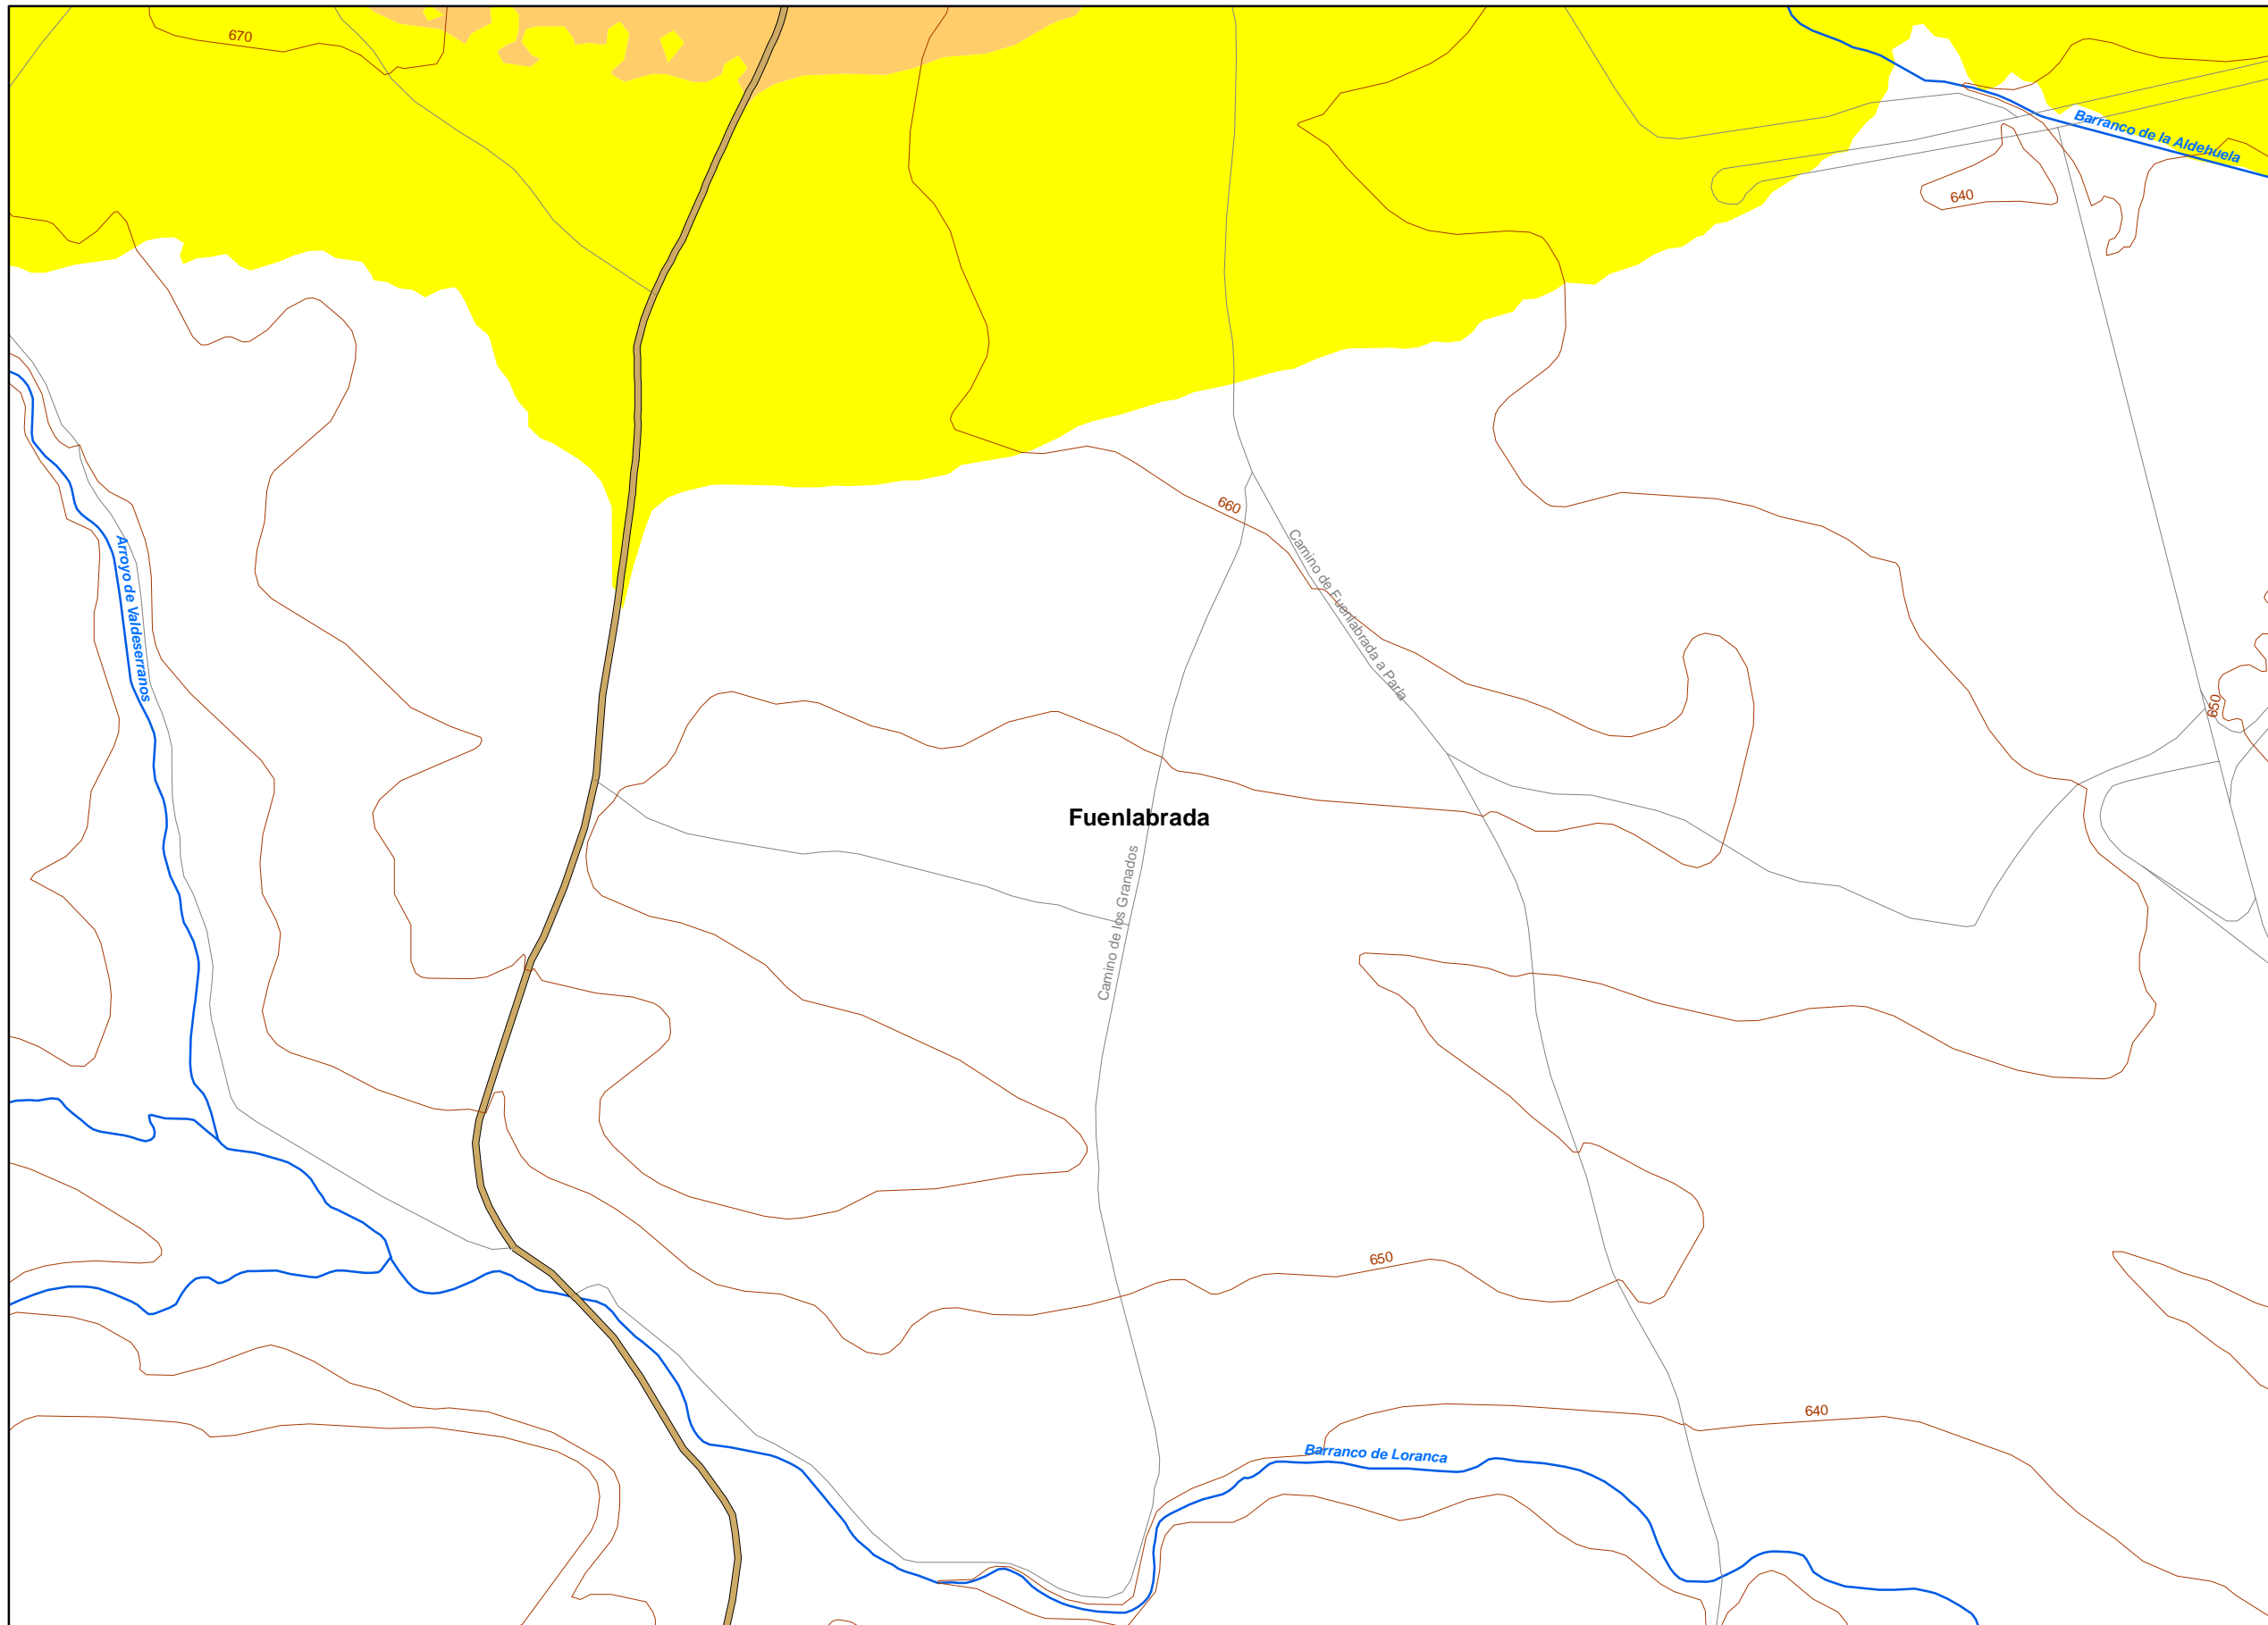 670
Barranco de la Aldehuela
640
660
Camino de Fuenlabrada a Parla
Arroyo de Valdeserranos
650
Fuenlabrada
Camino de los Granados
650
640
Barranco de Loranca